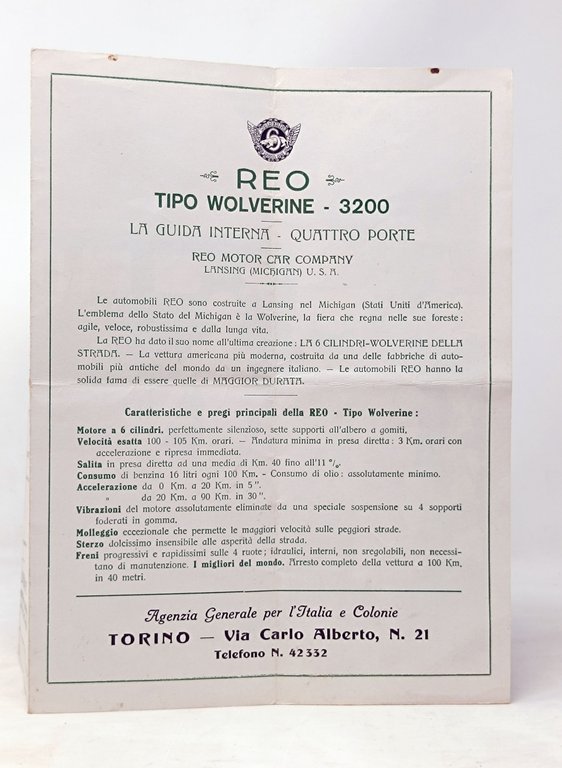 REO
TIPO WOLVERINE - 3200
LA GUIDA INTERNA - QUATTRO PORTE
REO MOTOR CAR COMPANY
LANSING (MICHIGAN) U. S. A.
Le automobili REO sono costruite a Lansing nel Michigan (Stati Uniti d'America).
L'emblema dello Stato del Michigan è la Wolverine, la fiera che regna nelle sue foreste:
agile, veloce, robustissima e dalla lunga vita.
La REO ha dato il suo nome all'ultima creazione: LA 6 CILINDRI-WOLVERINE DELLA
STRADA. — La vettura americana più moderna, costruita da una delle fabbriche di auto-
mobili più antiche del mondo da un ingegnere italiano. — Le automobili REO hanno la
solida fama di essere quelle di MAGGIOR DURATA.
Caratteristiche e pregi principali della REO - Tipo Wolverine:
Motore a 6 cilindri, perfettamente silenzioso, sette supporti all'albero a gomiti.
Velocità esatta 100 - 105 Km. orari. — Andatura minima in presa diretta: 3 Km. orari con
accelerazione e ripresa immediata.
Salita in presa diretta ad una media di Km. 40 fino all'11 %.
Consumo di benzina 16 litri ogni 100 Km. - Consumo di olio: assolutamente minimo.
Accelerazione da 0 Km. a 20 Km. in 5".
" da 20 Km. a 90 Km. in 30".
Vibrazioni del motore assolutamente eliminate da una speciale sospensione su 4 sopporti
foderati in gomma.
Molleggio eccezionale che permette le maggiori velocità sulle peggiori strade.
Sterzo dolcissimo insensibile alle asperità della strada.
Freni progressivi e rapidissimi sulle 4 ruote; idraulici, interni, non sregolabili, non necessi-
tano di manutenzione. I migliori del mondo. Arresto completo della vettura a 100 Km,
in 40 metri.
Agenzia Generale per l'Italia e Colonie
TORINO — Via Carlo Alberto, N. 21
Telefono N. 42332